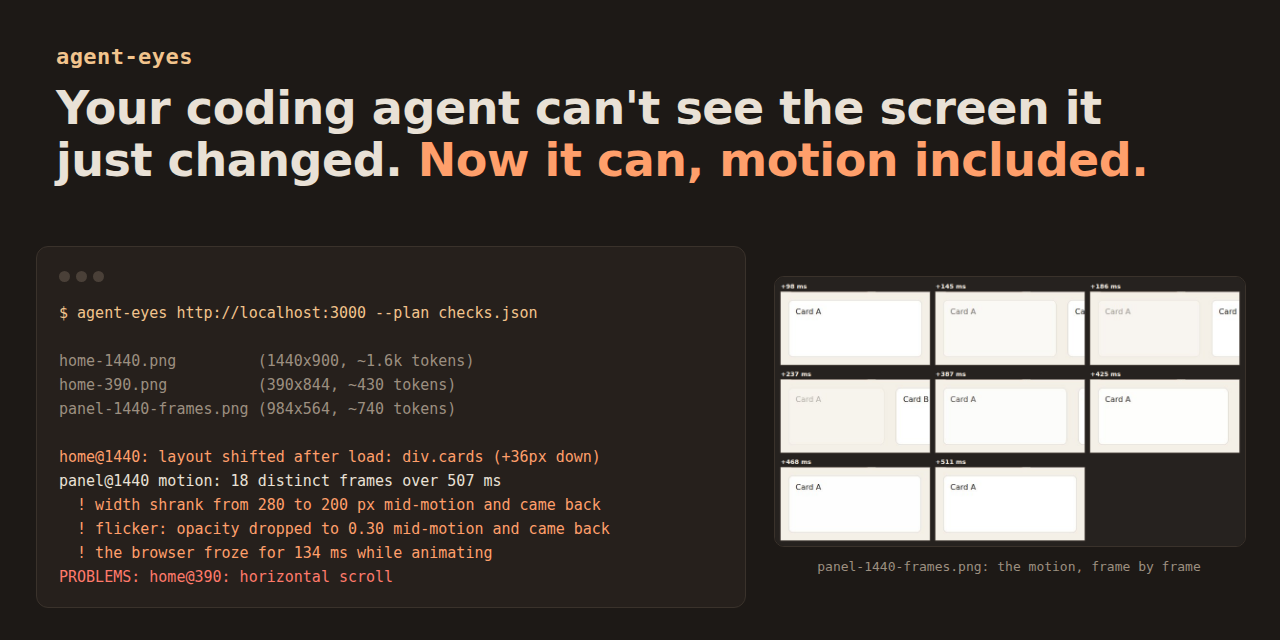 agent-eyes
Your coding agent can't see the screen it
just changed. Now it can, motion included.
$ agent-eyes http://localhost:3000 --plan checks.json
home-1440.png (1440x900, ~1.6k tokens)
home-390.png (390x844, ~430 tokens)
panel-1440-frames.png (984x564, ~740 tokens)
home@1440: layout shifted after load: div.cards (+36px down)
panel@1440 motion: 18 distinct frames over 507 ms
! width shrank from 280 to 200 px mid-motion and came back
! flicker: opacity dropped to 0.30 mid-motion and came back
! the browser froze for 134 ms while animating
PROBLEMS: home@390: horizontal scroll
+98 ms +145 ms +186 ms
Card A Card A Ca Card A Card
+237 ms +387 ms +425 ms
Card A Card B Card A Card A
+468 ms +511 ms
Card A Card A
panel-1440-frames.png: the motion, frame by frame